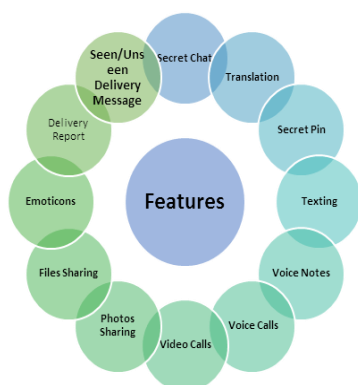 Secret Chat
Translation
Secret Pin
Texting
Voice Notes
Voice Calls
Video Calls
Photos
Sharing
Files Sharing
Emoticons
Delivery
Report
Seen/Uns
een
Delivery
Message
Features